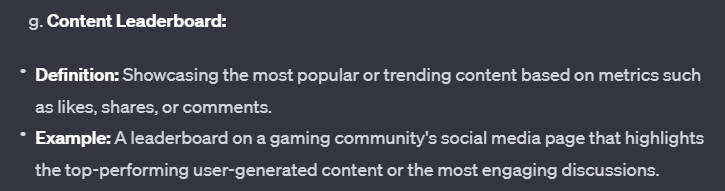 g. Content Leaderboard:
• Definition: Showcasing the most popular or trending content based on metrics such
as likes, shares, or comments.
• Example: A leaderboard on a gaming community's social media page that highlights
the top-performing user-generated content or the most engaging discussions.